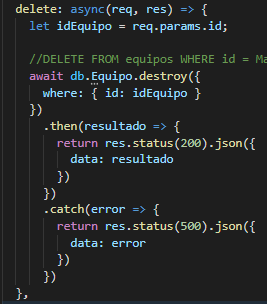 delete: async(req, res) => {
let idEquipo = req.params.id;
//DELETE FROM equipos WHERE id = Ma
await db.Equipo.destroy({
where: { id: idEquipo }
})
.then(resultado => {
return res.status(200).json({
data: resultado
})
})
.catch(error => {
return res.status(500).json({
data: error
})
})
},